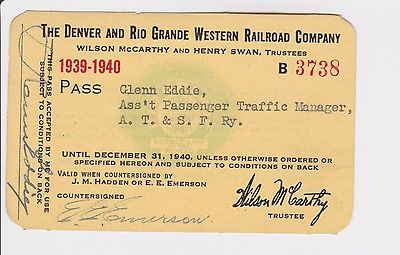 THE DENVER AND RIO GRANDE WESTERN RAILROAD COMPANY
WILSON McCARTHY AND HENRY SWAN, TRUSTEES
1939-1940
B 3738
PASS
Glenn Eddie,
Ass't Passenger Traffic Manager,
A. T. & S. F. Ry.
UNTIL DECEMBER 31, 1940, UNLESS OTHERWISE ORDERED OR
SPECIFIED HEREON AND SUBJECT TO CONDITIONS ON BACK
VALID WHEN COUNTERSIGNED BY
J. M. HADDEN OR E. E. EMERSON
COUNTERSIGNED
E. E. Emerson.
Wilson McCarthy
TRUSTEE
THIS PASS ACCEPTED BY ME FOR USE
SUBJECT TO CONDITIONS ON BACK